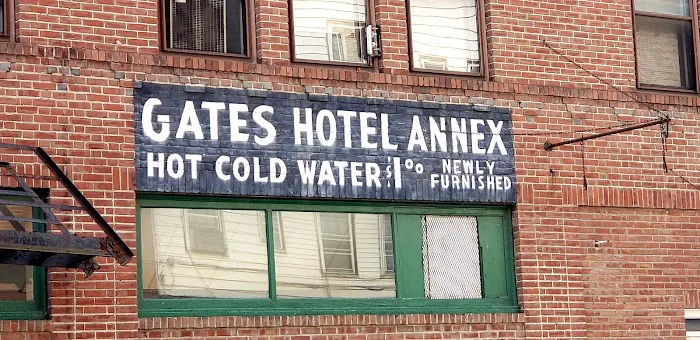 GATES HOTEL ANNEX
HOT COLD WATER $1.00 NEWLY
FURNISHED